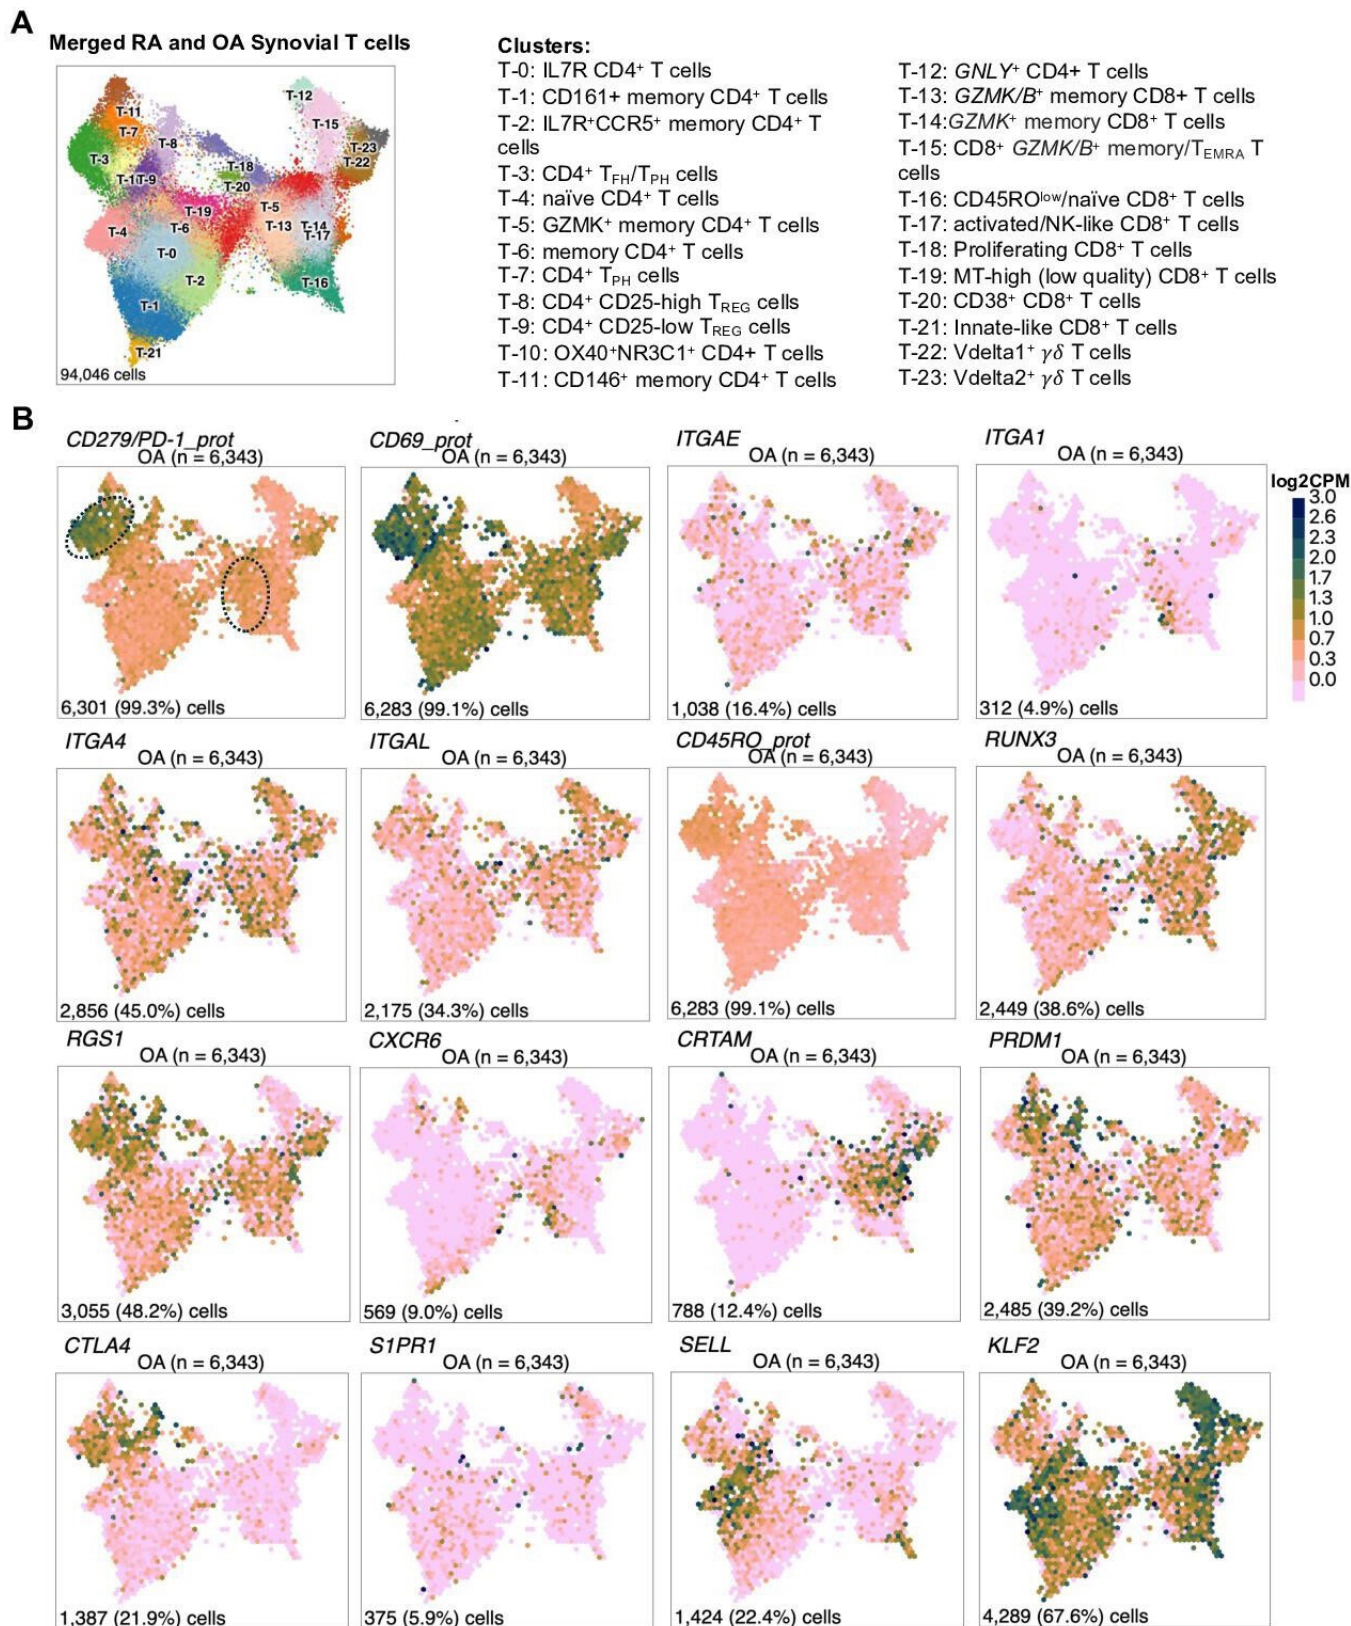 A
Merged RA and OA Synovial T cells
T-11
T-7
T-3
T-8
T-9
T-4
T-19
T-6
T-0
T-2
T-1
T-21
T-18
T-20
T-5
T-13
T-14
T-17
T-16
T-12
T-15
T-23
T-22
94,046 cells
Clusters:
T-0: IL7R CD4⁺ T cells
T-1: CD161+ memory CD4⁺ T cells
T-2: IL7R⁺CCR5⁺ memory CD4⁺ T
cells
T-3: CD4⁺ TFH/TPH cells
T-4: naïve CD4⁺ T cells
T-5: GZMK⁺ memory CD4⁺ T cells
T-6: memory CD4⁺ T cells
T-7: CD4⁺ TPH cells
T-8: CD4⁺ CD25-high TREG cells
T-9: CD4⁺ CD25-low TREG cells
T-10: OX40⁺NR3C1⁺ CD4+ T cells
T-11: CD146⁺ memory CD4⁺ T cells
T-12: GNLY⁺ CD4+ T cells
T-13: GZMK/B⁺ memory CD8+ T cells
T-14:GZMK⁺ memory CD8⁺ T cells
T-15: CD8⁺ GZMK/B⁺ memory/TEMRA T
cells
T-16: CD45ROˡᵒʷ/naïve CD8⁺ T cells
T-17: activated/NK-like CD8⁺ T cells
T-18: Proliferating CD8⁺ T cells
T-19: MT-high (low quality) CD8⁺ T cells
T-20: CD38⁺ CD8⁺ T cells
T-21: Innate-like CD8⁺ T cells
T-22: Vdelta1⁺ γδ T cells
T-23: Vdelta2⁺ γδ T cells
B
CD279/PD-1_prot
OA (n = 6,343)
6,301 (99.3%) cells
CD69_prot
OA (n = 6,343)
6,283 (99.1%) cells
ITGAE
OA (n = 6,343)
1,038 (16.4%) cells
ITGA1
OA (n = 6,343)
312 (4.9%) cells
log2CPM
3.0
2.6
2.3
2.0
1.7
1.3
1.0
0.7
0.3
0.0
ITGA4
OA (n = 6,343)
2,856 (45.0%) cells
ITGAL
OA (n = 6,343)
2,175 (34.3%) cells
CD45RO_prot
OA (n = 6,343)
6,283 (99.1%) cells
RUNX3
OA (n = 6,343)
2,449 (38.6%) cells
RGS1
OA (n = 6,343)
3,055 (48.2%) cells
CXCR6
OA (n = 6,343)
569 (9.0%) cells
CRTAM
OA (n = 6,343)
788 (12.4%) cells
PRDM1
OA (n = 6,343)
2,485 (39.2%) cells
CTLA4
OA (n = 6,343)
1,387 (21.9%) cells
S1PR1
OA (n = 6,343)
375 (5.9%) cells
SELL
OA (n = 6,343)
1,424 (22.4%) cells
KLF2
OA (n = 6,343)
4,289 (67.6%) cells